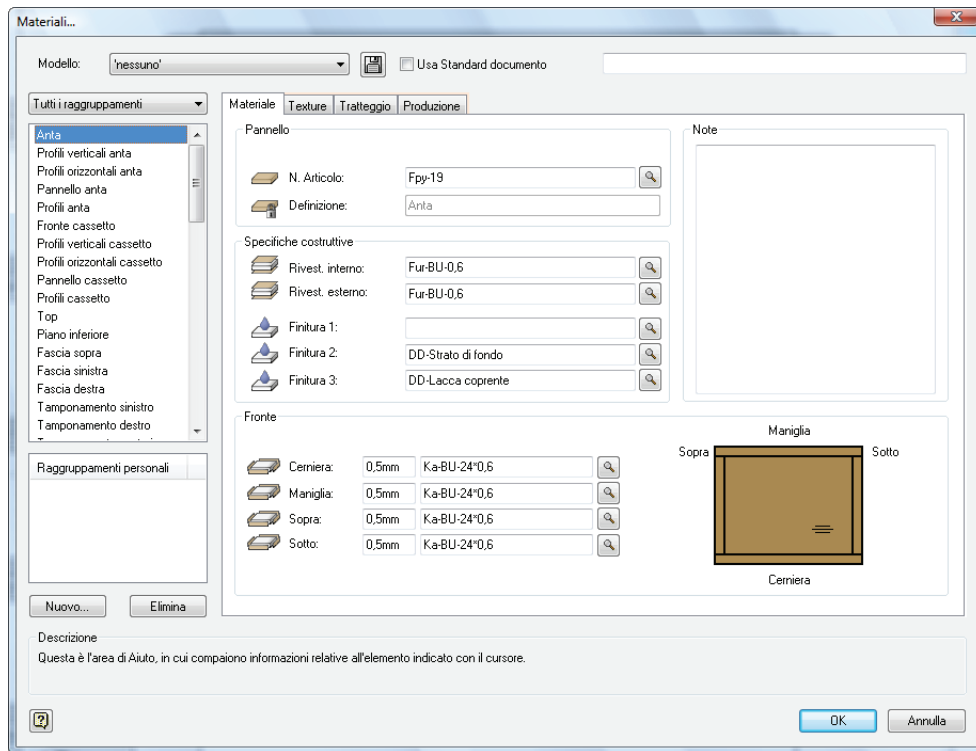 Materiali...
Modello: 'nessuno' Usa Standard documento
Tutti i raggruppamenti
Anta
Profili verticali anta
Profili orizzontali anta
Pannello anta
Profili anta
Fronte cassetto
Profili verticali cassetto
Profili orizzontali cassetto
Pannello cassetto
Profili cassetto
Top
Piano inferiore
Fascia sopra
Fascia sinistra
Fascia destra
Tamponamento sinistro
Tamponamento destro
Raggruppamenti personali
Nuovo... Elimina
Materiale Texture Tratteggio Produzione
Pannello
N. Articolo: Fpy-19
Definizione: Anta
Specifiche costruttive
Rivest. interno: Fur-BU-0,6
Rivest. esterno: Fur-BU-0,6
Finitura 1:
Finitura 2: DD-Strato di fondo
Finitura 3: DD-Lacca coprente
Note
Fronte
Cerniera: 0,5mm Ka-BU-24*0,6
Maniglia: 0,5mm Ka-BU-24*0,6
Sopra: 0,5mm Ka-BU-24*0,6
Sotto: 0,5mm Ka-BU-24*0,6
Maniglia
Sopra Sotto
Cerniera
Descrizione
Questa è l'area di Aiuto, in cui compaiono informazioni relative all'elemento indicato con il cursore.
OK Annulla